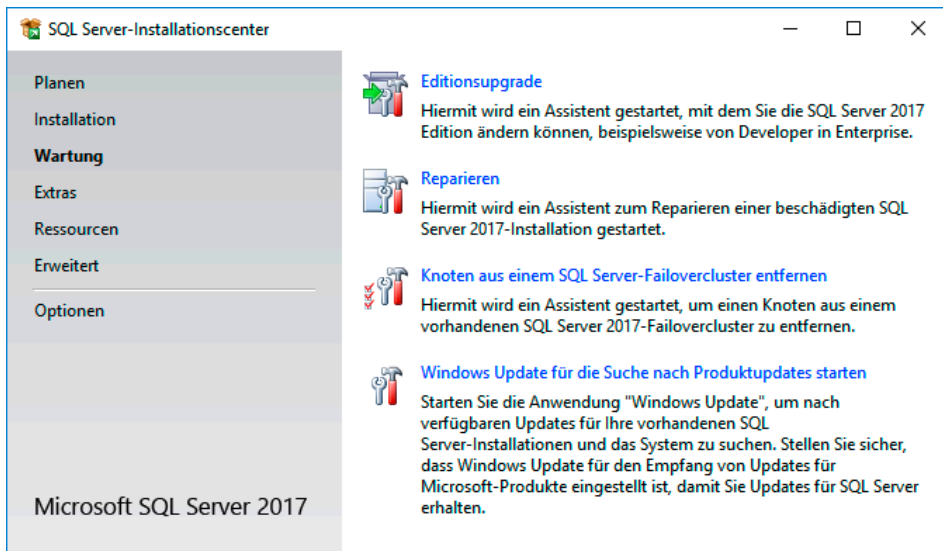 SQL Server-Installationscenter
Planen
Installation
Wartung
Extras
Ressourcen
Erweitert
Optionen
Microsoft SQL Server 2017
Editionsupgrade
Hiermit wird ein Assistent gestartet, mit dem Sie die SQL Server 2017
Edition ändern können, beispielsweise von Developer in Enterprise.
Reparieren
Hiermit wird ein Assistent zum Reparieren einer beschädigten SQL
Server 2017-Installation gestartet.
Knoten aus einem SQL Server-Failovercluster entfernen
Hiermit wird ein Assistent gestartet, um einen Knoten aus einem
vorhandenen SQL Server 2017-Failovercluster zu entfernen.
Windows Update für die Suche nach Produktupdates starten
Starten Sie die Anwendung "Windows Update", um nach
verfügbaren Updates für Ihre vorhandenen SQL
Server-Installationen und das System zu suchen. Stellen Sie sicher,
dass Windows Update für den Empfang von Updates für
Microsoft-Produkte eingestellt ist, damit Sie Updates für SQL Server
erhalten.